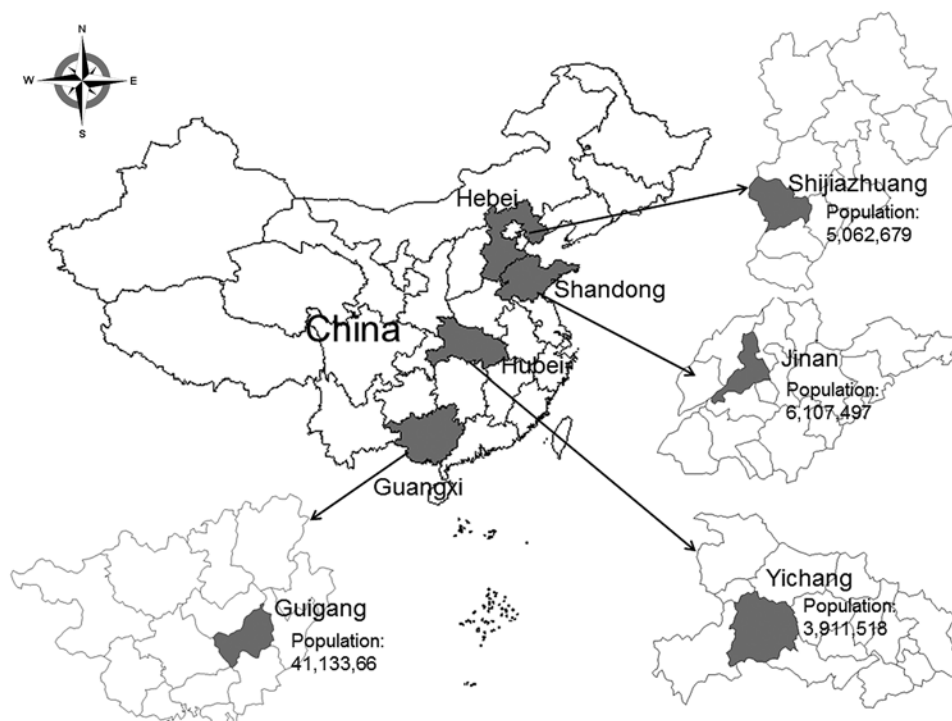 N
W
E
S
Hebei
Shandong
China
Hubei
Guangxi
Shijiazhuang
Population:
5,062,679
Jinan
Population:
6,107,497
Yichang
Population:
3,911,518
Guigang
Population:
41,133,66